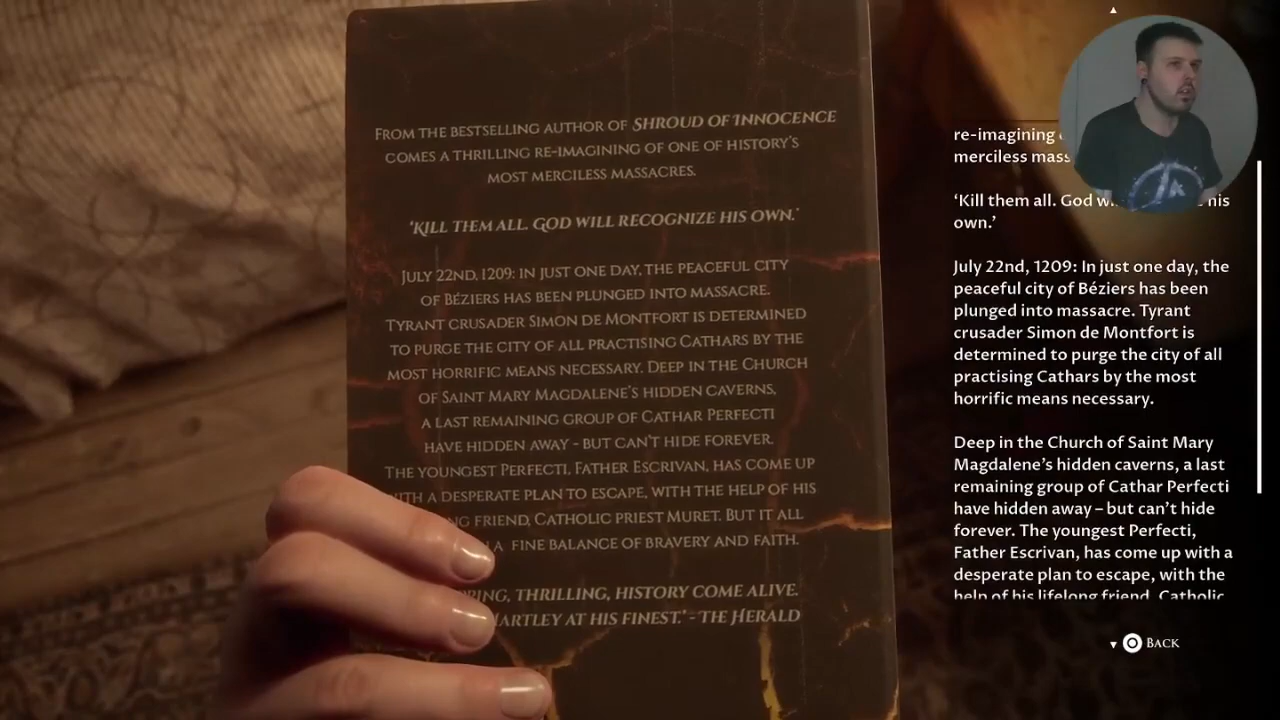 FROM THE BESTSELLING AUTHOR OF SHROUD OF INNOCENCE
COMES A THRILLING RE-IMAGINING OF ONE OF HISTORY'S
MOST MERCILESS MASSACRES.
'KILL THEM ALL. GOD WILL RECOGNIZE HIS OWN.'
JULY 22ND, 1209: IN JUST ONE DAY, THE PEACEFUL CITY
OF BÉZIERS HAS BEEN PLUNGED INTO MASSACRE.
TYRANT CRUSADER SIMON DE MONTFORT IS DETERMINED
TO PURGE THE CITY OF ALL PRACTISING CATHARS BY THE
MOST HORRIFIC MEANS NECESSARY. DEEP IN THE CHURCH
OF SAINT MARY MAGDALENE'S HIDDEN CAVERNS,
A LAST REMAINING GROUP OF CATHAR PERFECTI
HAVE HIDDEN AWAY - BUT CAN'T HIDE FOREVER.
THE YOUNGEST PERFECTI, FATHER ESCRIVAN, HAS COME UP
WITH A DESPERATE PLAN TO ESCAPE, WITH THE HELP OF HIS
FRIEND, CATHOLIC PRIEST MURET. BUT IT ALL
A FINE BALANCE OF BRAVERY AND FAITH.
THRILLING, HISTORY COME ALIVE.
HARTLEY AT HIS FINEST.' - THE HERALD
re-imagining
merciless
'Kill them all. God his
own.'
July 22nd, 1209: In just one day, the
peaceful city of Béziers has been
plunged into massacre. Tyrant
crusader Simon de Montfort is
determined to purge the city of all
practising Cathars by the most
horrific means necessary.
Deep in the Church of Saint Mary
Magdalene's hidden caverns, a last
remaining group of Cathar Perfecti
have hidden away – but can't hide
forever. The youngest Perfecti,
Father Escrivan, has come up with a
desperate plan to escape, with the
help of his lifelong friend, Catholic
BACK